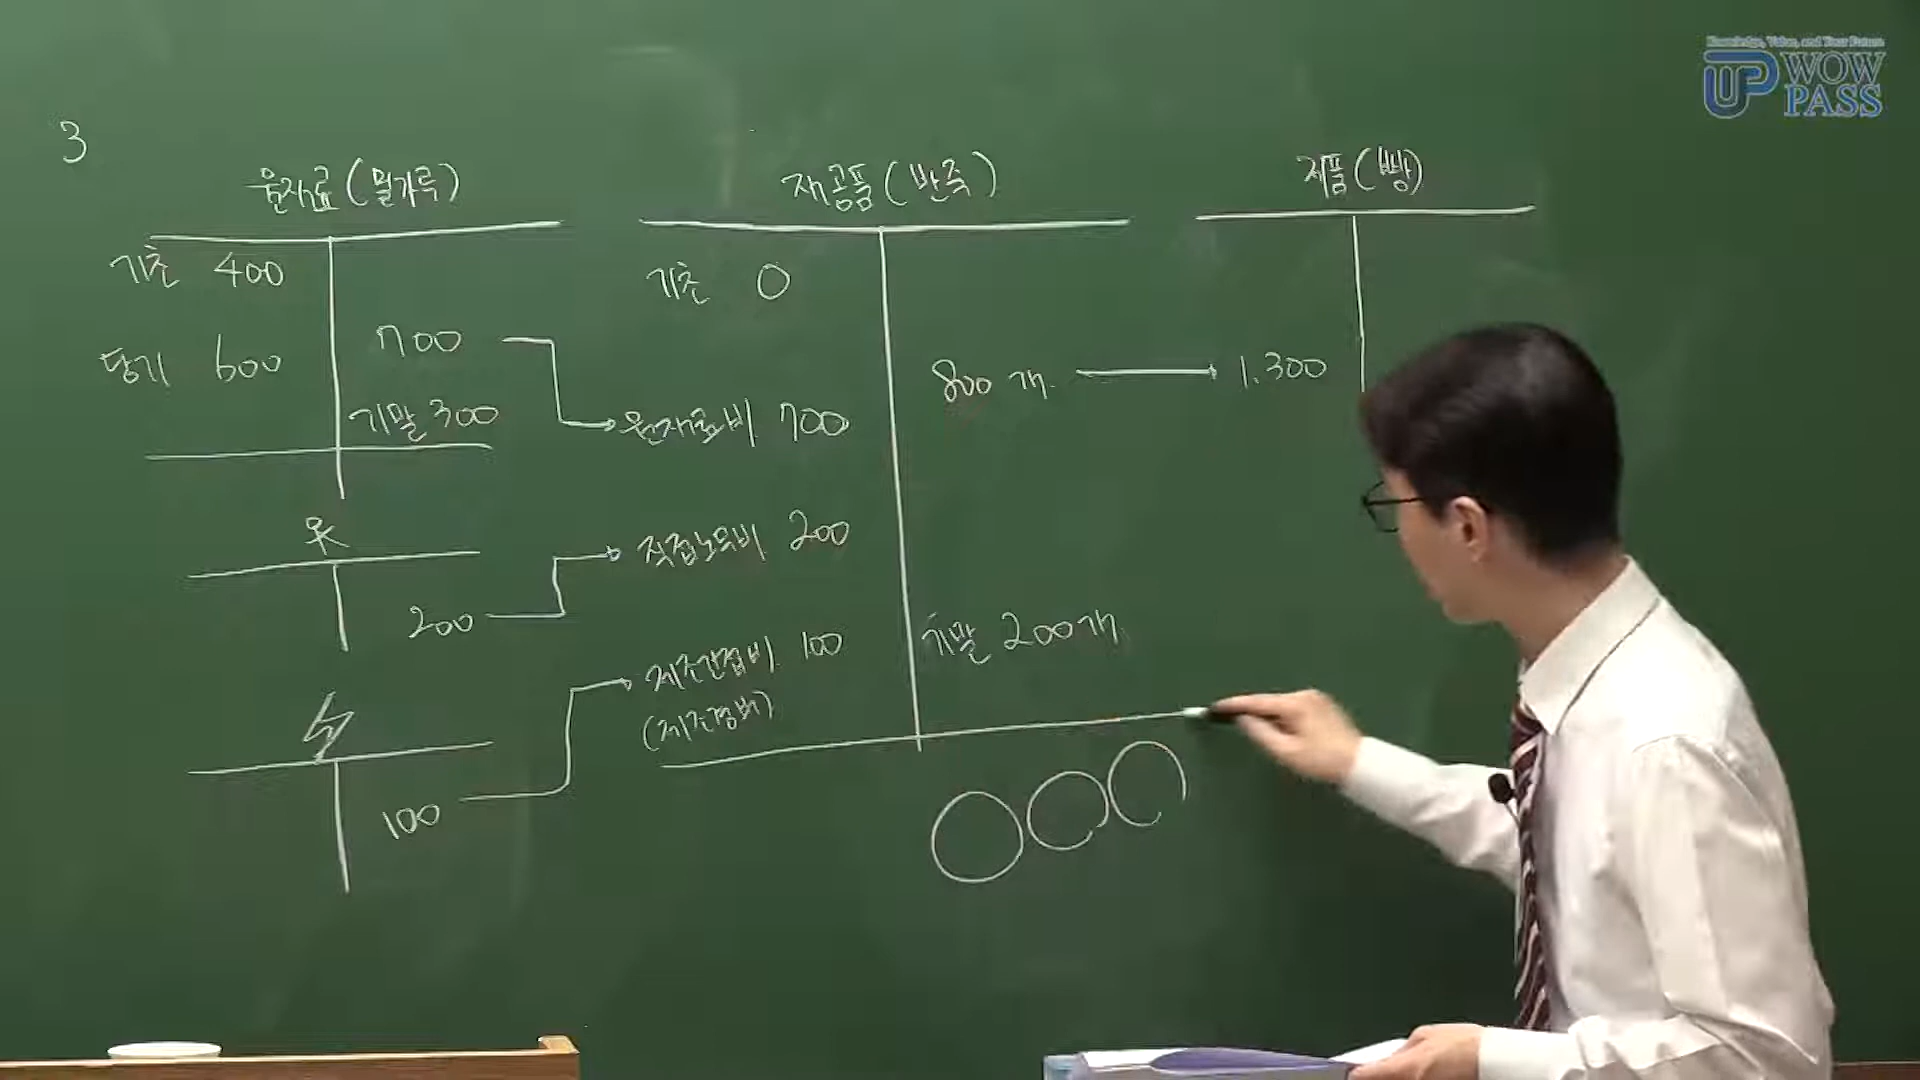 Knowledge, Value, and Your Future
UP WOW PASS
3
원재료(밀가루)
기초 400
당기 600
700
기말 300
옷
200
100
재공품(반죽)
기초 0
원재료비 700
직접노무비 200
제조간접비 100
(제조경비)
800개
기말 200개
제품(빵)
1.300